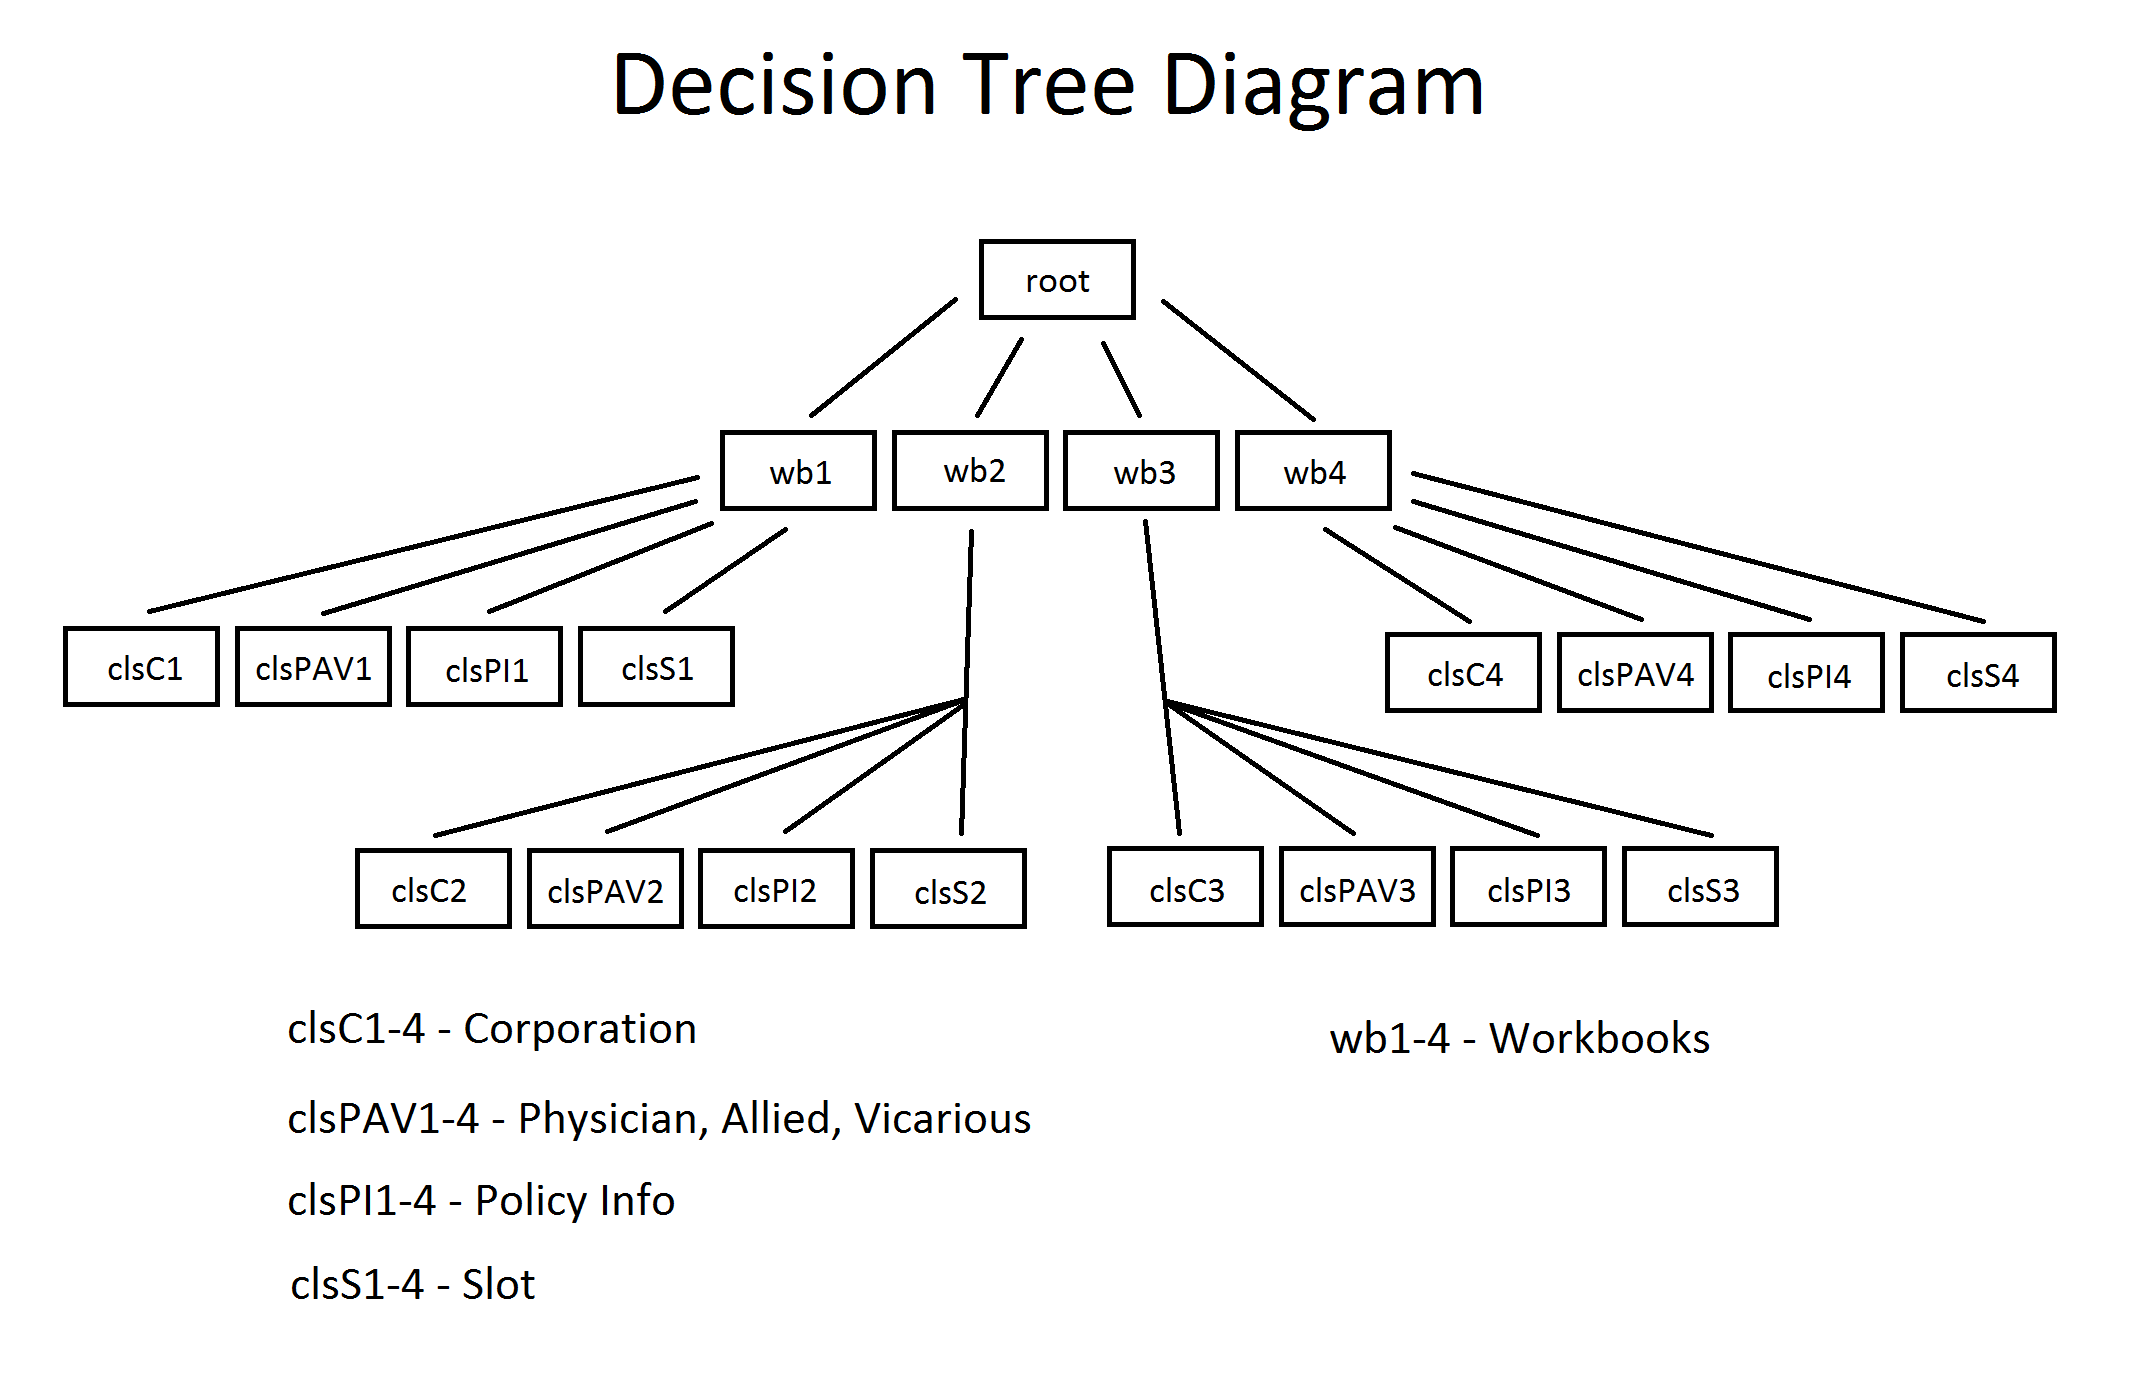 Decision Tree Diagram
root
wb1 wb2 wb3 wb4
clsC1 clsPAV1 clsPI1 clsS1
clsC4 clsPAV4 clsPI4 clsS4
clsC2 clsPAV2 clsPI2 clsS2
clsC3 clsPAV3 clsPI3 clsS3
clsC1-4 - Corporation
wb1-4 - Workbooks
clsPAV1-4 - Physician, Allied, Vicarious
clsPI1-4 - Policy Info
clsS1-4 - Slot